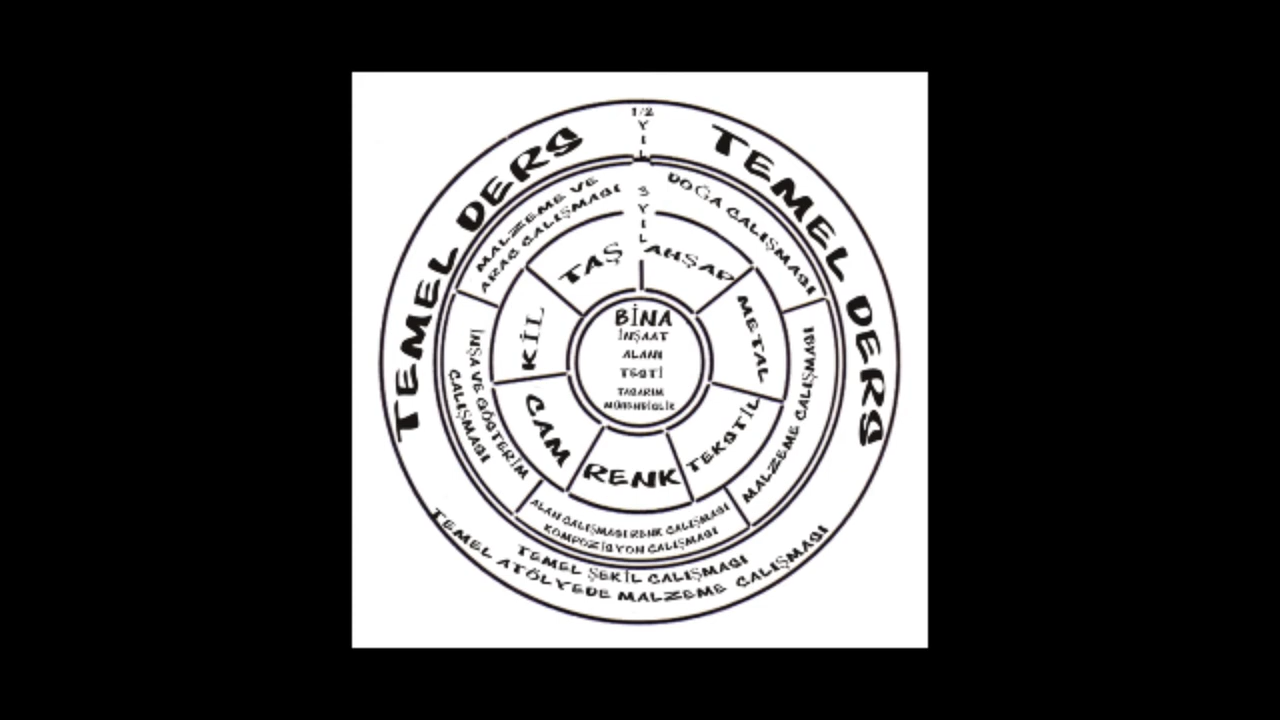 1/2
YIL
TEMEL DERS
TEMEL DERS
TEMEL ŞEKİL ÇALIŞMASI
TEMEL ATÖLYEDE MALZEME ÇALIŞMASI
3
YIL
MALZEME VE
ARAÇ ÇALIŞMASI
DOĞA ÇALIŞMASI
MALZEME ÇALIŞMASI
ALAN ÇALIŞMASI RENK ÇALIŞMASI
KOMPOZİSYON ÇALIŞMASI
İNŞA VE GÖSTERİM
ÇALIŞMASI
TAŞ
AHŞAP
METAL
TEKSTİL
RENK
CAM
KİL
BİNA
İNŞAAT
ALANI
TESTİ
TASARIM
MÜHENDİSLİK